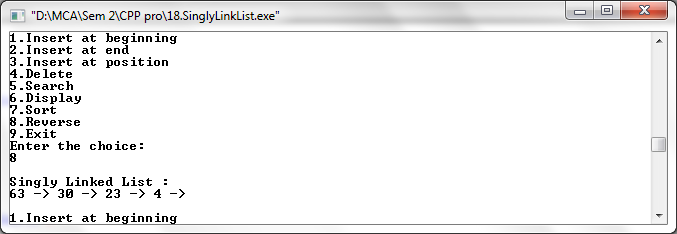 "D:\MCA\Sem 2\CPP pro\18.SinglyLinkList.exe"
1.Insert at beginning
2.Insert at end
3.Insert at position
4.Delete
5.Search
6.Display
7.Sort
8.Reverse
9.Exit
Enter the choice:
8
Singly Linked List :
63 -> 30 -> 23 -> 4 ->
1.Insert at beginning